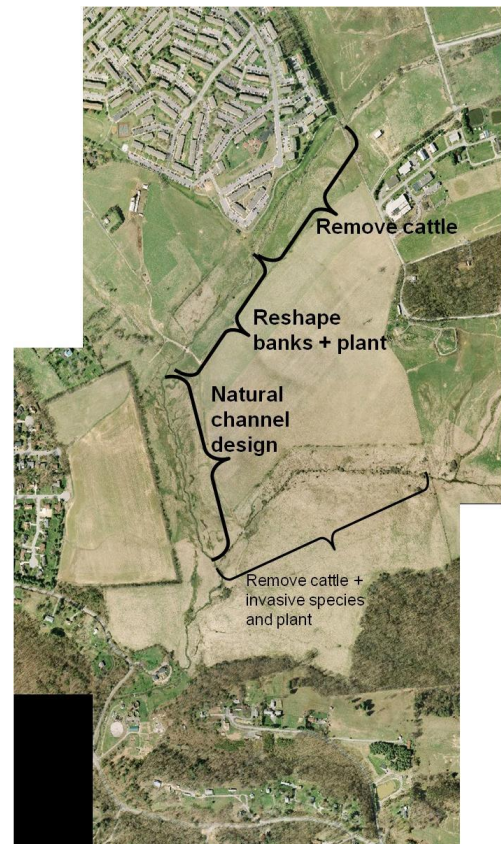 Remove cattle
Reshape
banks + plant
Natural
channel
design
Remove cattle +
invasive species
and plant